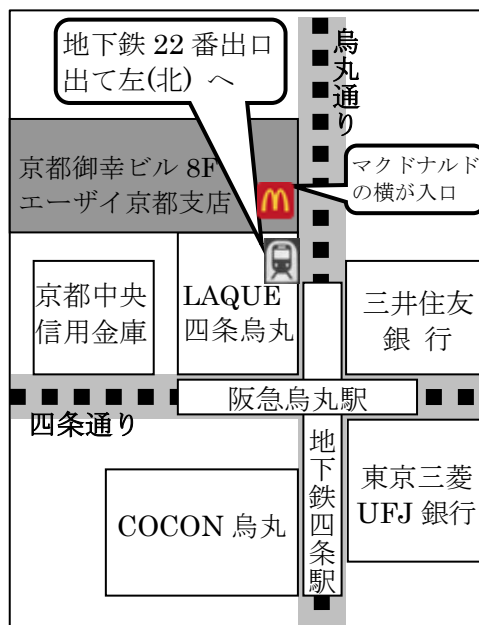 地下鉄 22 番出口
出て左(北) へ
烏丸通り
京都御幸ビル 8F
エーザイ京都支店
マクドナルド
の横が入口
京都中央
信用金庫
LAQUE
四条烏丸
三井住友
銀 行
阪急烏丸駅
四条通り
地下鉄四条駅
COCON 烏丸
東京三菱
UFJ 銀行